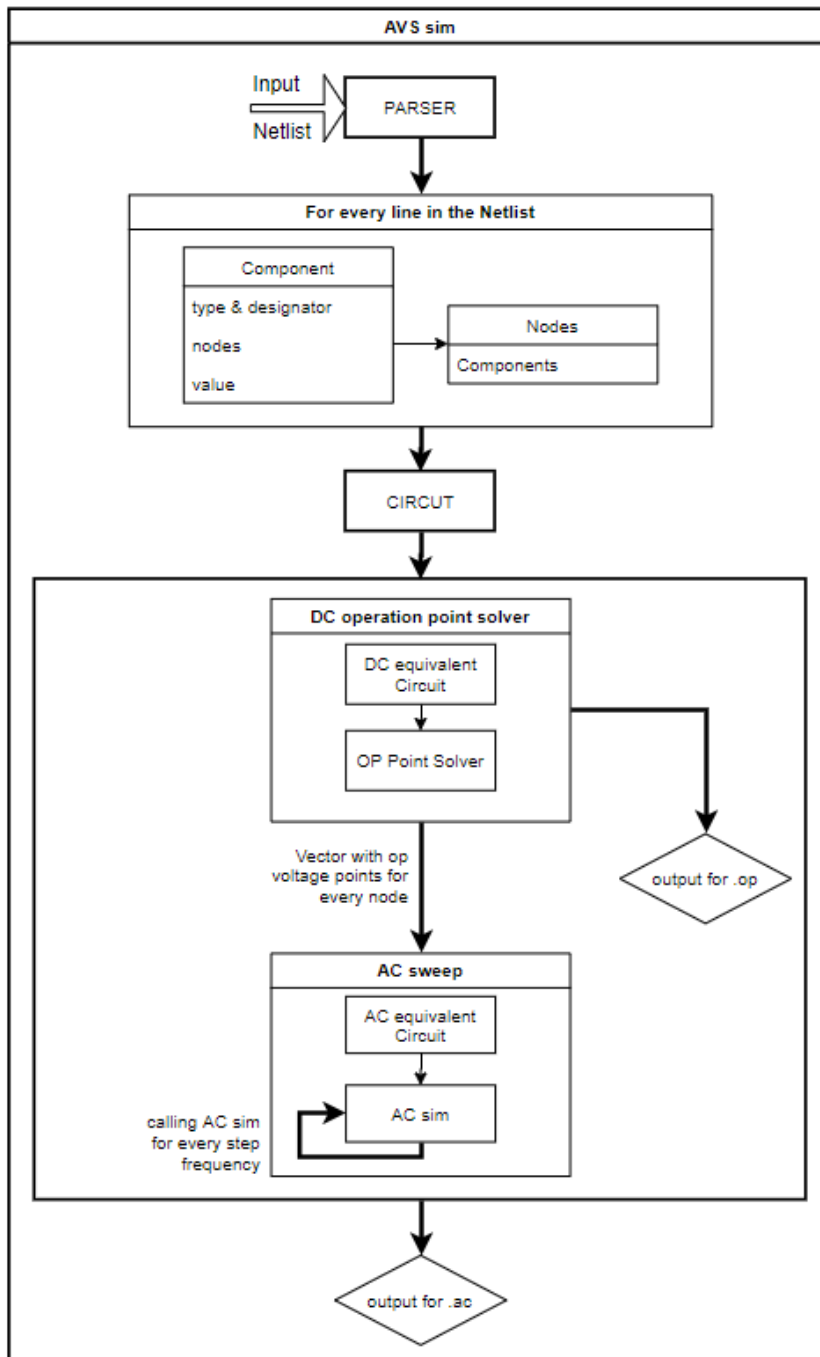 AVS sim
Input
Netlist
PARSER
For every line in the Netlist
Component
type & designator
nodes
value
Nodes
Components
CIRCUT
DC operation point solver
DC equivalent
Circuit
OP Point Solver
Vector with op
voltage points for
every node
output for .op
AC sweep
AC equivalent
Circuit
AC sim
calling AC sim
for every step
frequency
output for .ac